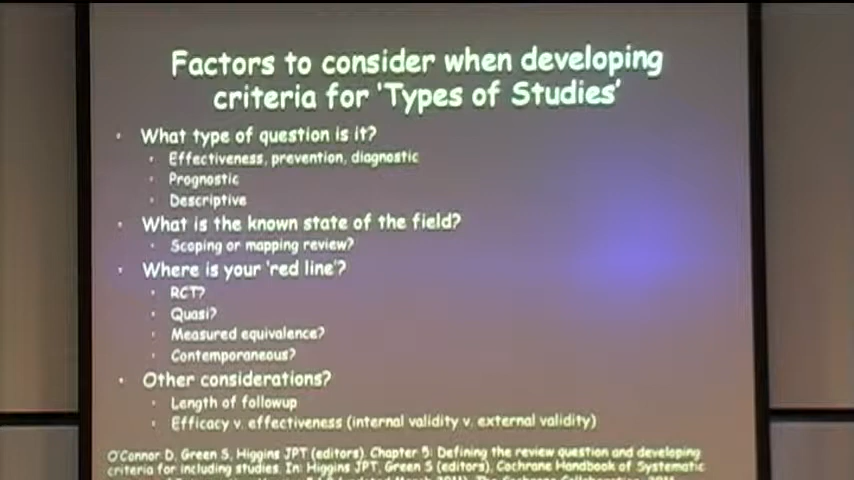 Factors to consider when developing
criteria for 'Types of Studies'
• What type of question is it?
• Effectiveness, prevention, diagnostic
• Prognostic
• Descriptive
• What is the known state of the field?
• Scoping or mapping review?
• Where is your 'red line'?
• RCT?
• Quasi?
• Measured equivalence?
• Contemporaneous?
• Other considerations?
• Length of followup
• Efficacy v. effectiveness (internal validity v. external validity)
O'Connor D, Green S, Higgins JPT (editors). Chapter 5: Defining the review question and developing
criteria for including studies. In: Higgins JPT, Green S (editors), Cochrane Handbook of Systematic